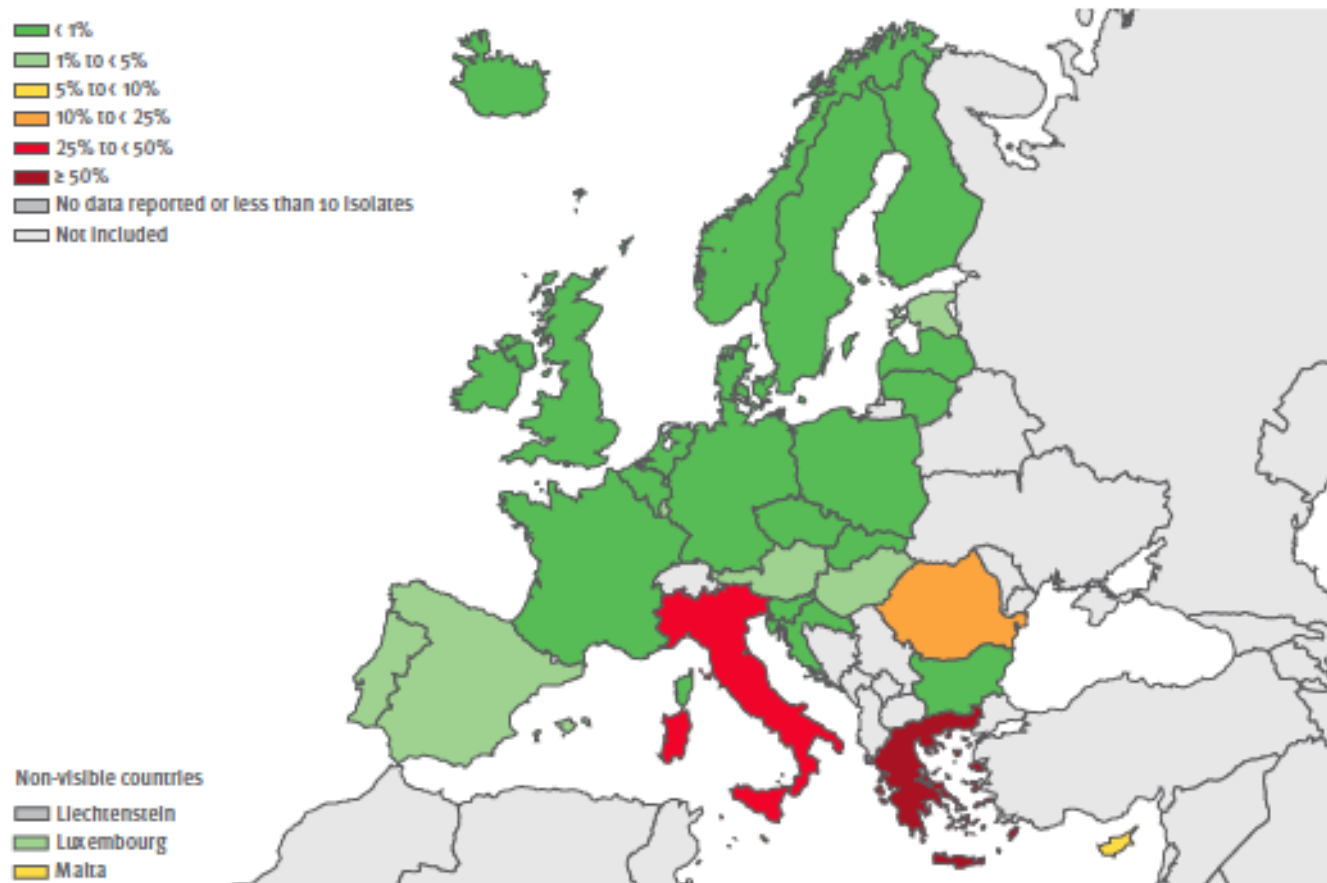 < 1%
1% to < 5%
5% to < 10%
10% to < 25%
25% to < 50%
≥ 50%
No data reported or less than 10 isolates
Not included
Non-visible countries
Liechtenstein
Luxembourg
Malta